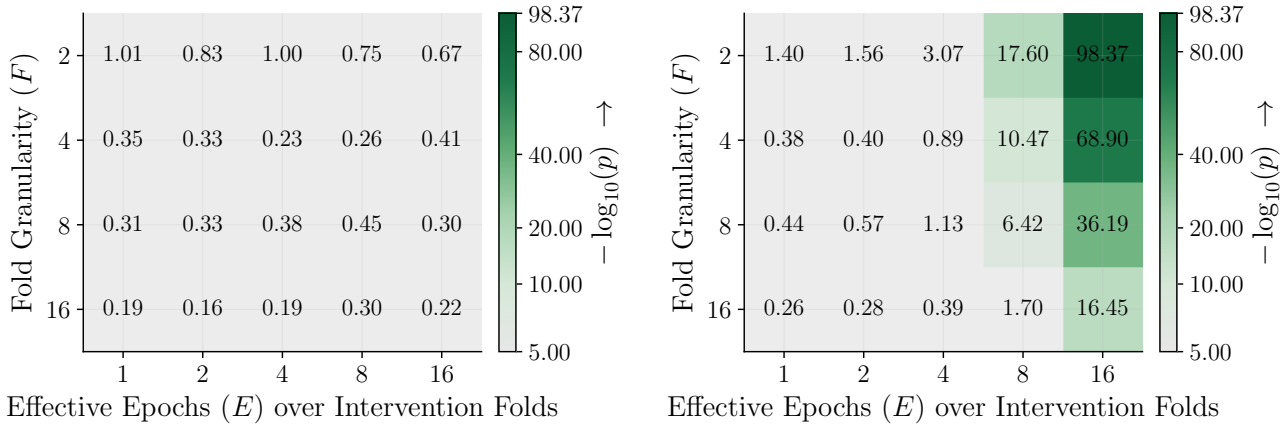 Fold Granularity (F)
2 1.01 0.83 1.00 0.75 0.67
4 0.35 0.33 0.23 0.26 0.41
8 0.31 0.33 0.38 0.45 0.30
16 0.19 0.16 0.19 0.30 0.22
1 2 4 8 16
Effective Epochs (E) over Intervention Folds
98.37
80.00
40.00
20.00
10.00
5.00
− log10(p) →
Fold Granularity (F)
2 1.40 1.56 3.07 17.60 98.37
4 0.38 0.40 0.89 10.47 68.90
8 0.44 0.57 1.13 6.42 36.19
16 0.26 0.28 0.39 1.70 16.45
1 2 4 8 16
Effective Epochs (E) over Intervention Folds
98.37
80.00
40.00
20.00
10.00
5.00
− log10(p) →